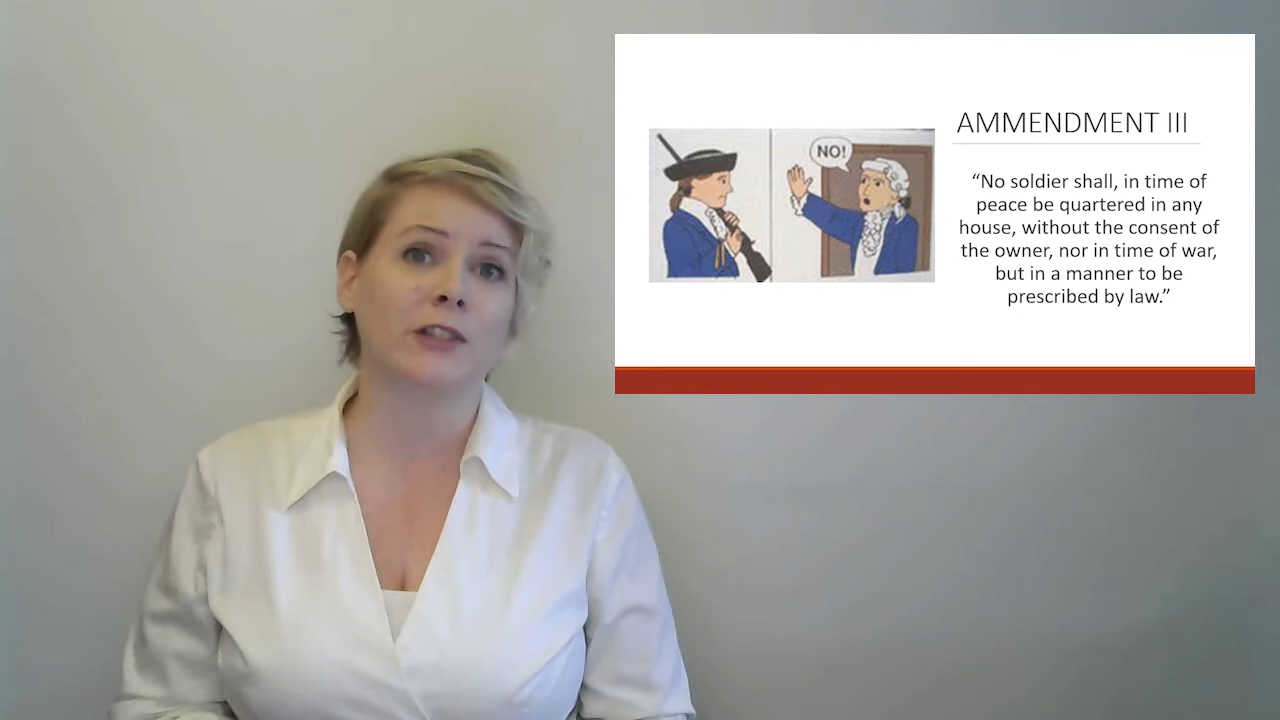 NO!
AMMENDMENT III
“No soldier shall, in time of
peace be quartered in any
house, without the consent of
the owner, nor in time of war,
but in a manner to be
prescribed by law.”